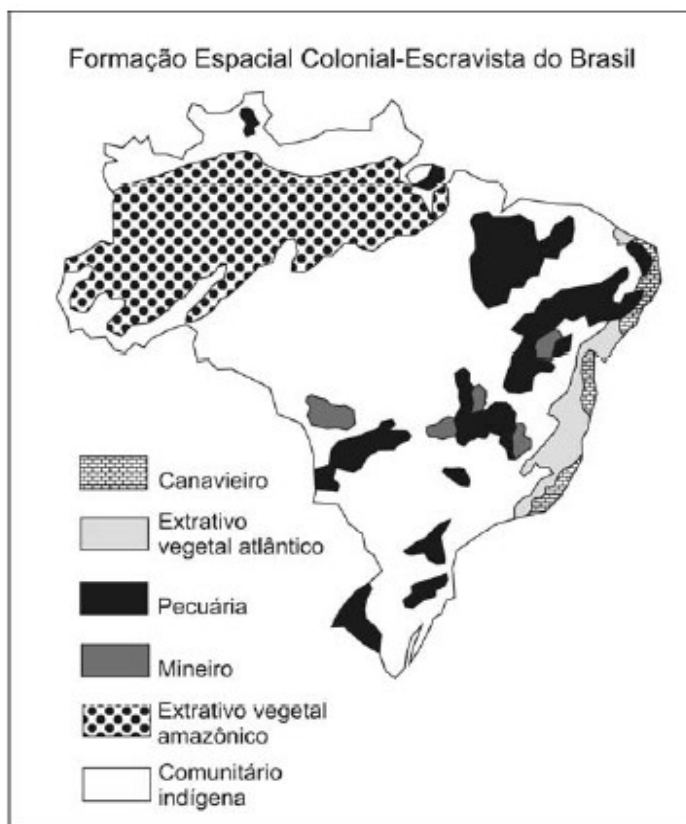 Formação Espacial Colonial-Escravista do Brasil
Canavieiro
Extrativo
vegetal atlântico
Pecuária
Mineiro
Extrativo vegetal
amazônico
Comunitário
indígena